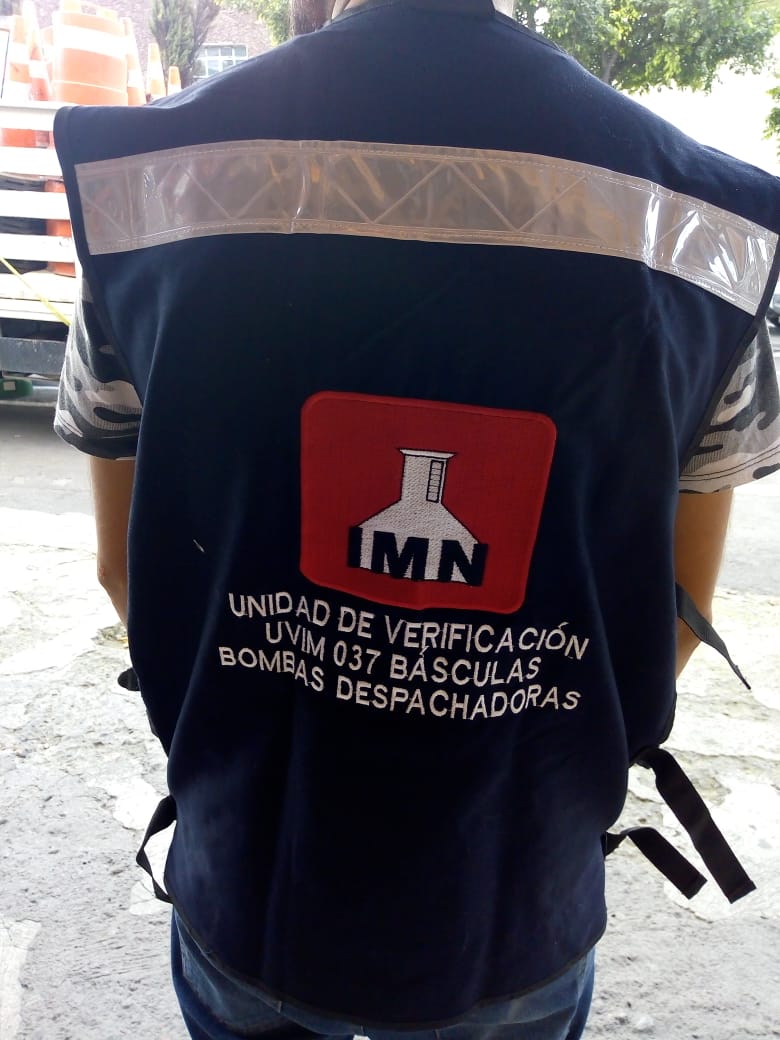 IMN
UNIDAD DE VERIFICACIÓN
UVIM 037 BÁSCULAS
BOMBAS DESPACHADORAS